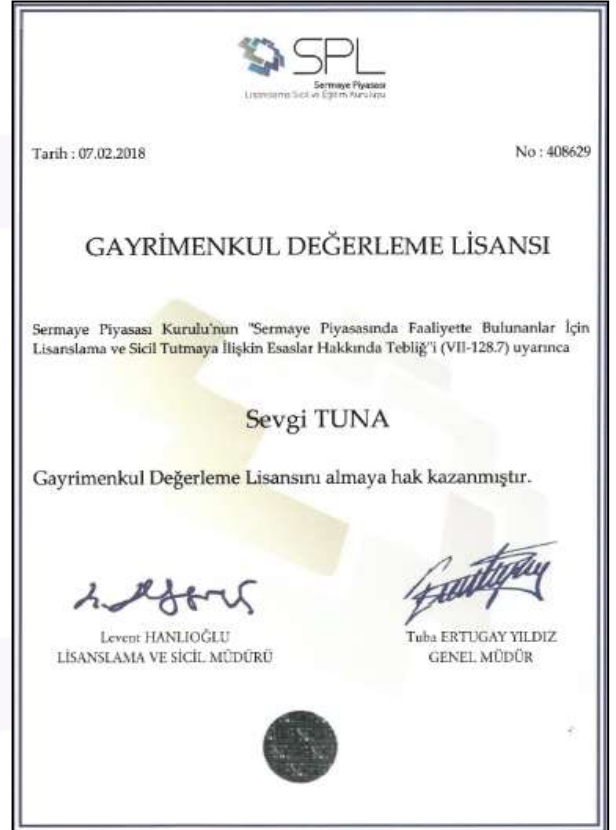 SPL
Sermaye Piyasası
Lisanslama Sicil ve Eğitim Kuruluşu
Tarih : 07.02.2018
No : 408629
GAYRİMENKUL DEĞERLEME LİSANSI
Sermaye Piyasası Kurulu'nun "Sermaye Piyasasında Faaliyette Bulunanlar İçin
Lisanslama ve Sicil Tutmaya İlişkin Esaslar Hakkında Tebliğ"i (VII-128.7) uyarınca
Sevgi TUNA
Gayrimenkul Değerleme Lisansını almaya hak kazanmıştır.
Levent HANLIOĞLU
LİSANSLAMA VE SİCİL MÜDÜRÜ
Tuba ERTUGAY YILDIZ
GENEL MÜDÜR